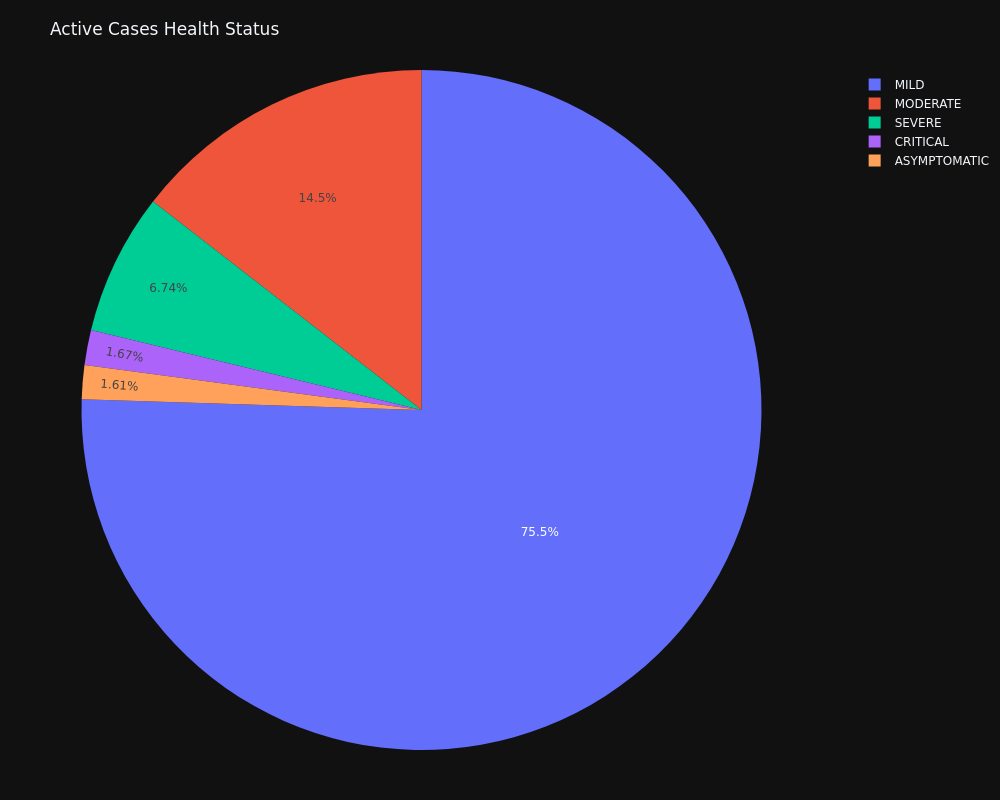 Active Cases Health Status
MILD
MODERATE
SEVERE
CRITICAL
ASYMPTOMATIC
14.5%
6.74%
1.67%
1.61%
75.5%